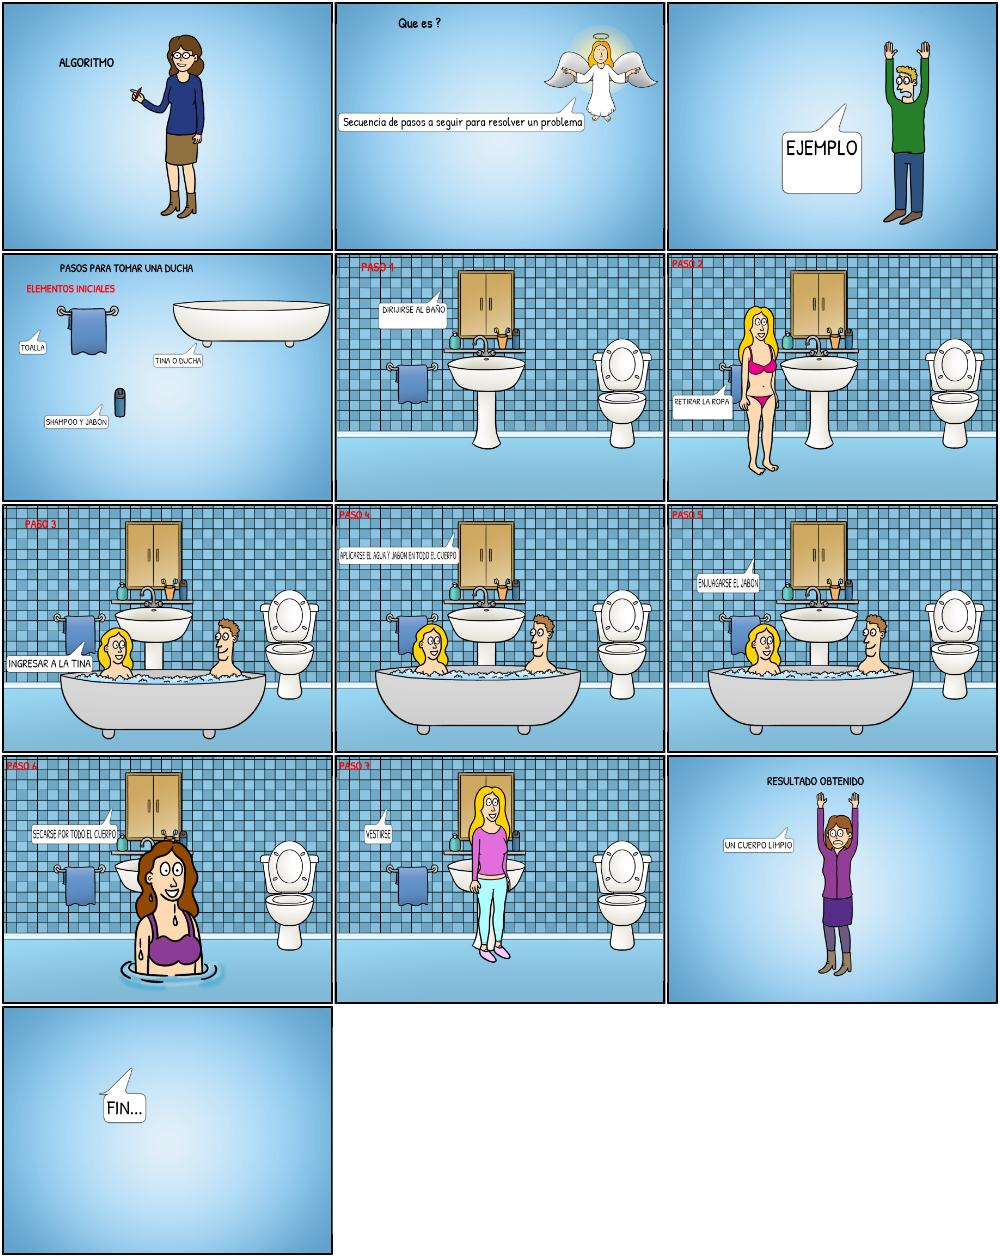 ALGORITMO
Que es ?
Secuencia de pasos a seguir para resolver un problema
EJEMPLO
PASOS PARA TOMAR UNA DUCHA
ELEMENTOS INICIALES
TOALLA
TINA O DUCHA
SHAMPOO Y JABON
PASO 1
DIRIJIRSE AL BAÑO
PASO 2
RETIRAR LA ROPA
PASO 3
INGRESAR A LA TINA
PASO 4
APLICARSE EL AGUA Y JABON EN TODO EL CUERPO
PASO 5
ENJUAGARSE EL JABON
PASO 6
SECARSE POR TODO EL CUERPO
PASO 7
VESTIRSE
RESULTADO OBTENIDO
UN CUERPO LIMPIO
FIN...